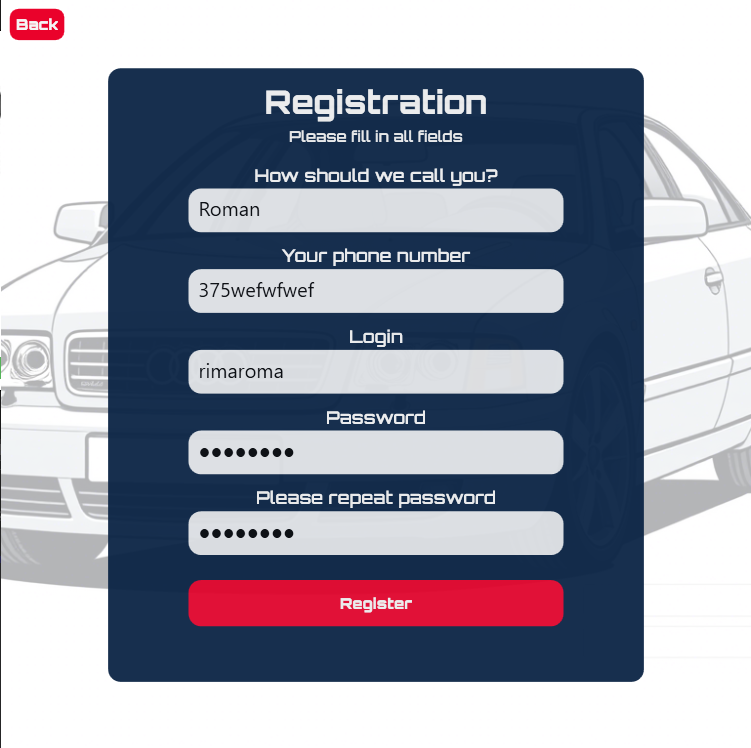 Back
Registration
Please fill in all fields
How should we call you?
Roman
Your phone number
375wefwfwef
Login
rimaroma
Password
●●●●●●●●
Please repeat password
●●●●●●●●
Register